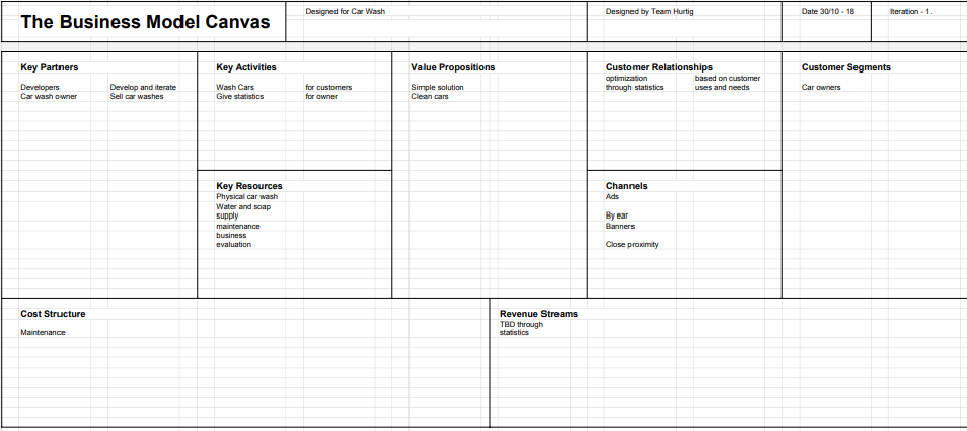 The Business Model Canvas
Designed for Car Wash
Designed by Team Hurtig
Date 30/10 - 18
Iteration - 1.
Key Partners
Developers Develop and iterate
Car wash owner Sell car washes
Key Activities
Wash Cars for customers
Give statistics for owner
Key Resources
Physical car wash
Water and soap
supply
maintenance
business
evaluation
Value Propositions
Simple solution
Clean cars
Customer Relationships
optimization based on customer
through statistics uses and needs
Channels
Ads
By ear
Banners
Close proximity
Customer Segments
Car owners
Cost Structure
Maintenance
Revenue Streams
TBD through
statistics